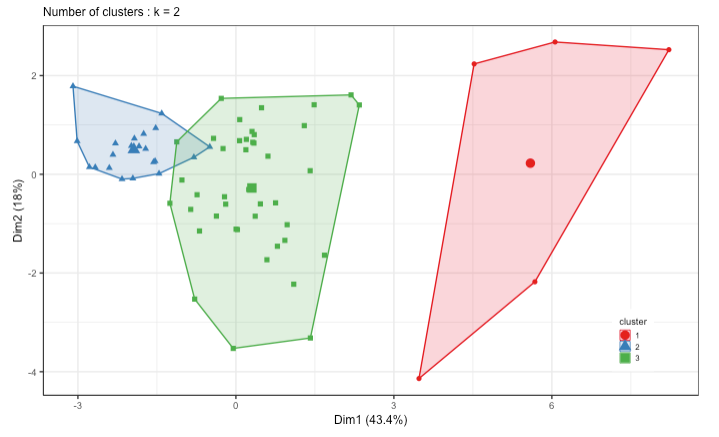 Number of clusters : k = 2
Dim2 (18%)
2
0
-2
-4
-3
0
3
6
Dim1 (43.4%)
cluster
1
2
3